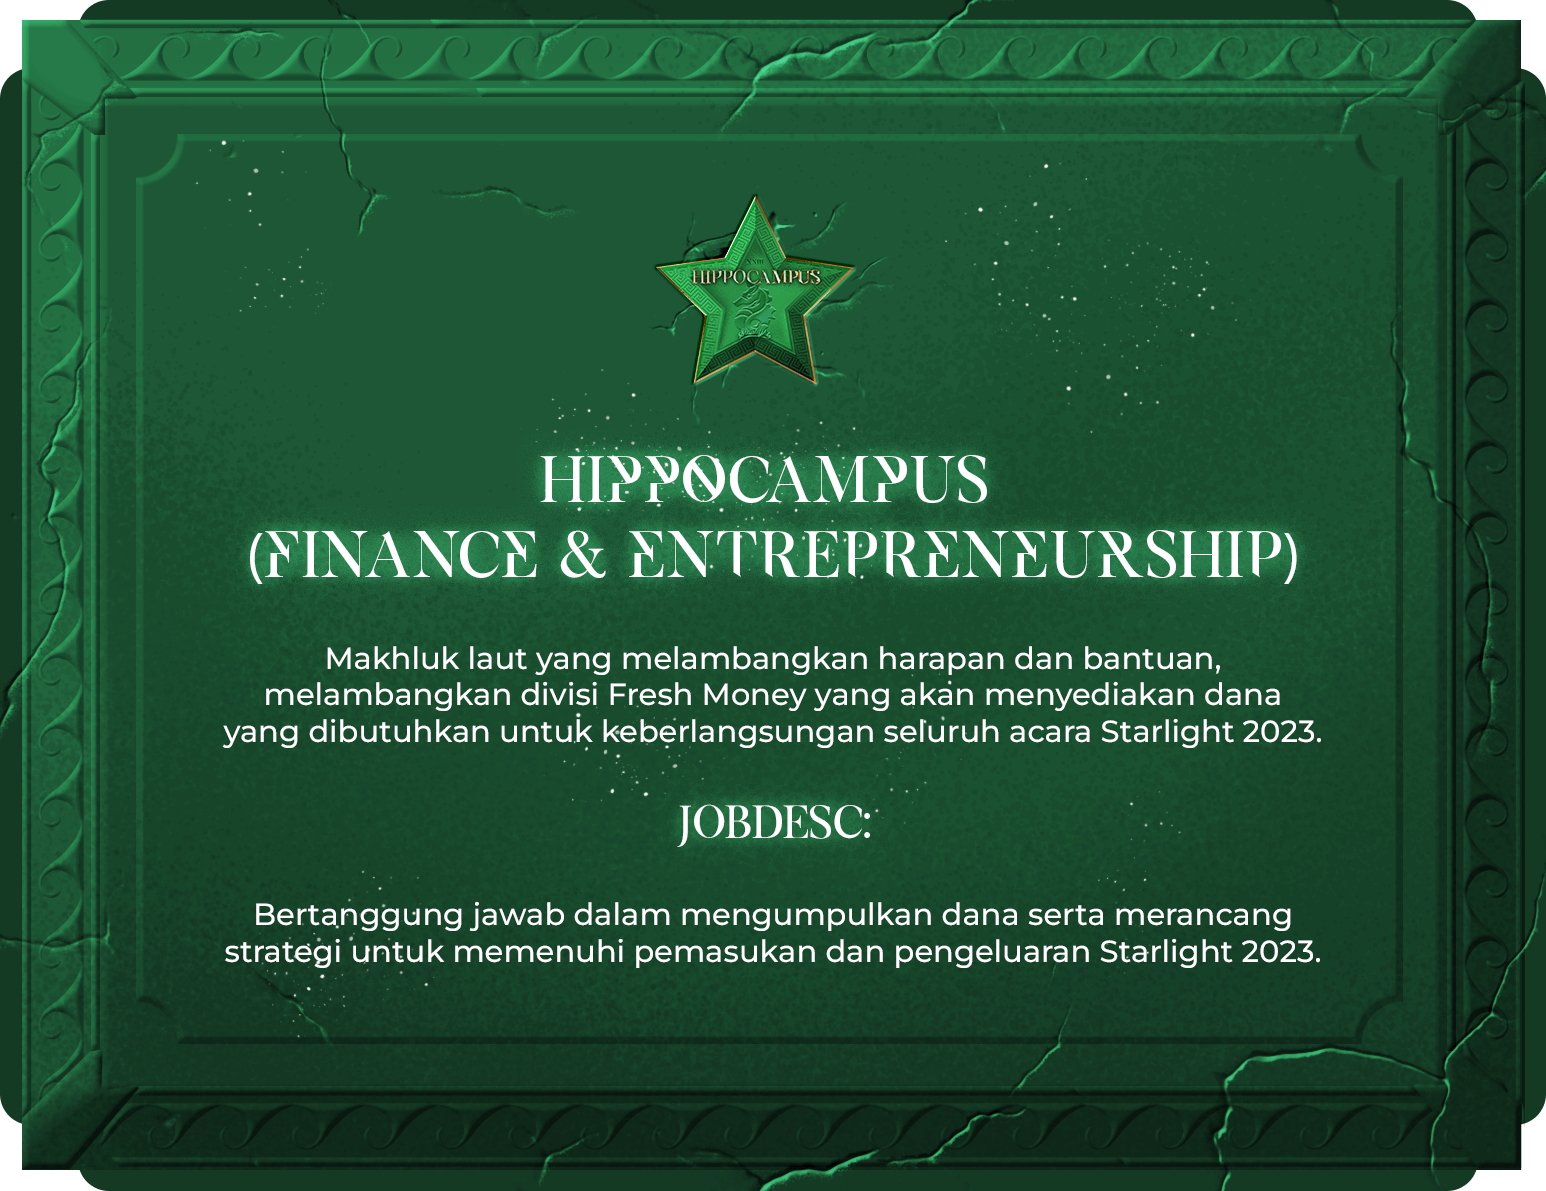 XXIII
HIPPOCAMPUS
HIPPOCAMPUS
(FINANCE & ENTREPRENEURSHIP)
Makhluk laut yang melambangkan harapan dan bantuan,
melambangkan divisi Fresh Money yang akan menyediakan dana
yang dibutuhkan untuk keberlangsungan seluruh acara Starlight 2023.
JOBDESC:
Bertanggung jawab dalam mengumpulkan dana serta merancang
strategi untuk memenuhi pemasukan dan pengeluaran Starlight 2023.